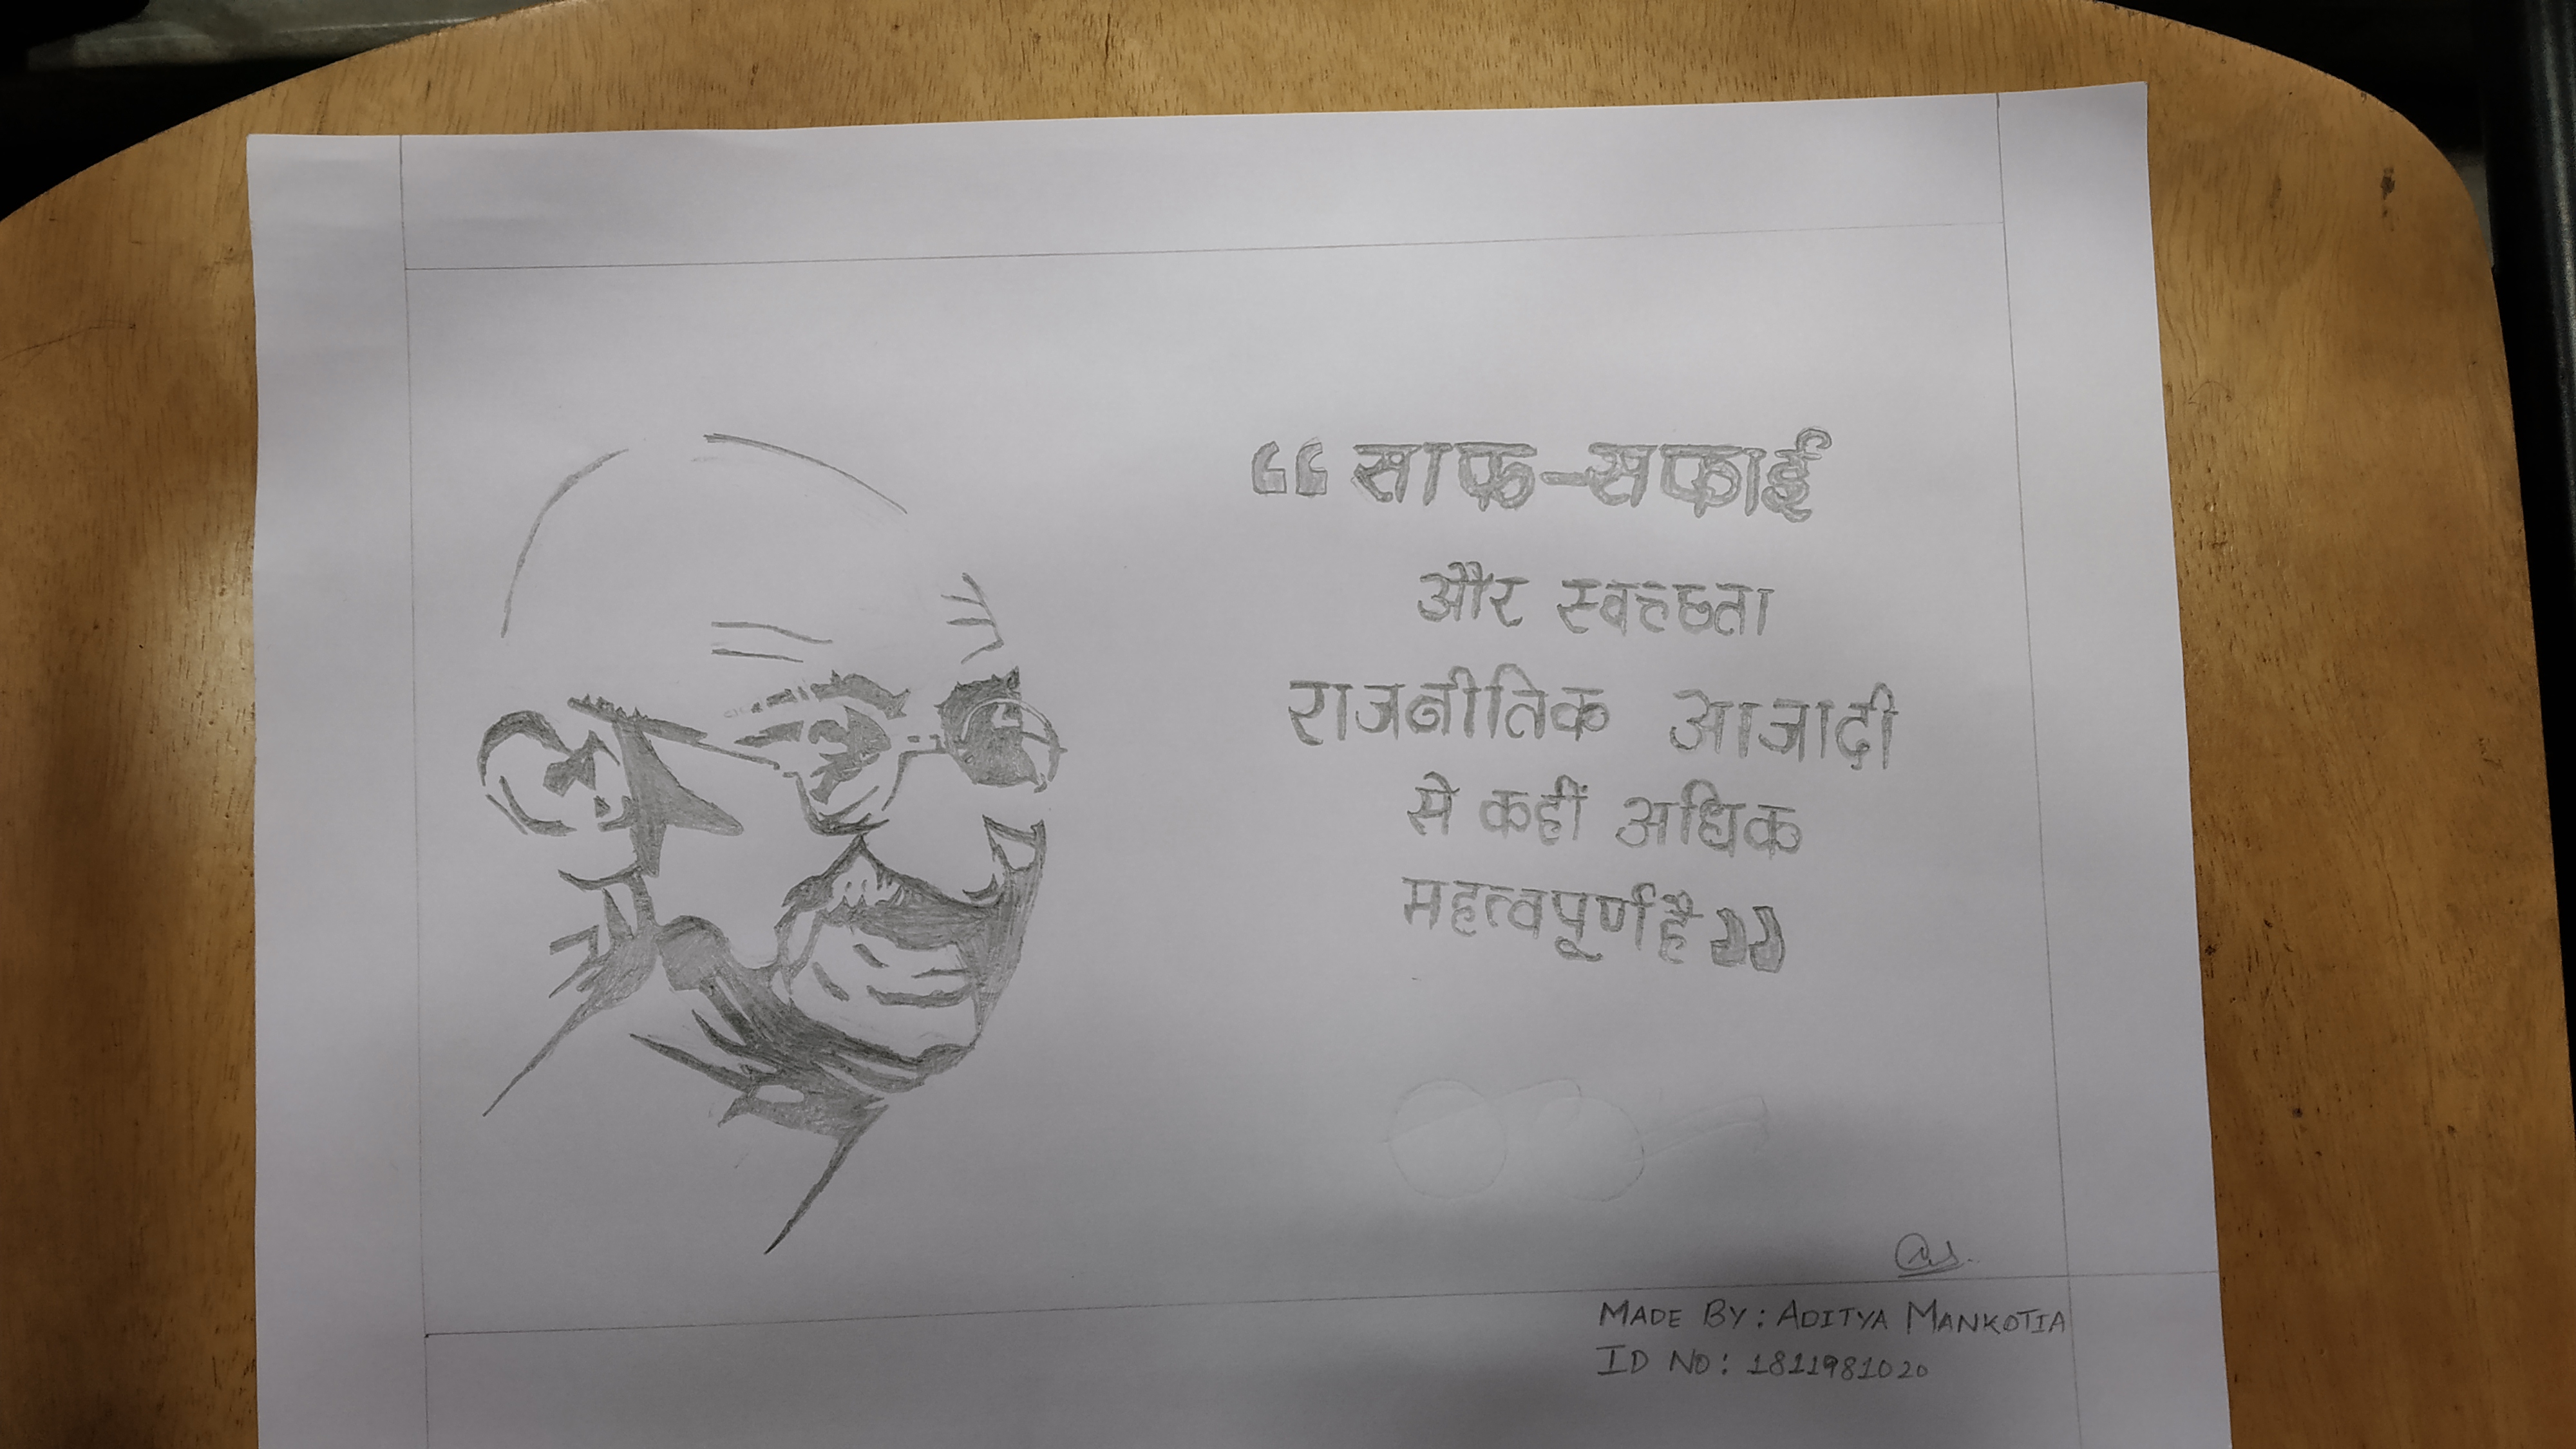 “साफ-सफाई
और स्वच्छता
राजनीतिक आजादी
से कहीं अधिक
महत्वपूर्ण है”
MADE BY: ADITYA MANKOTIA
ID NO: 1811981020